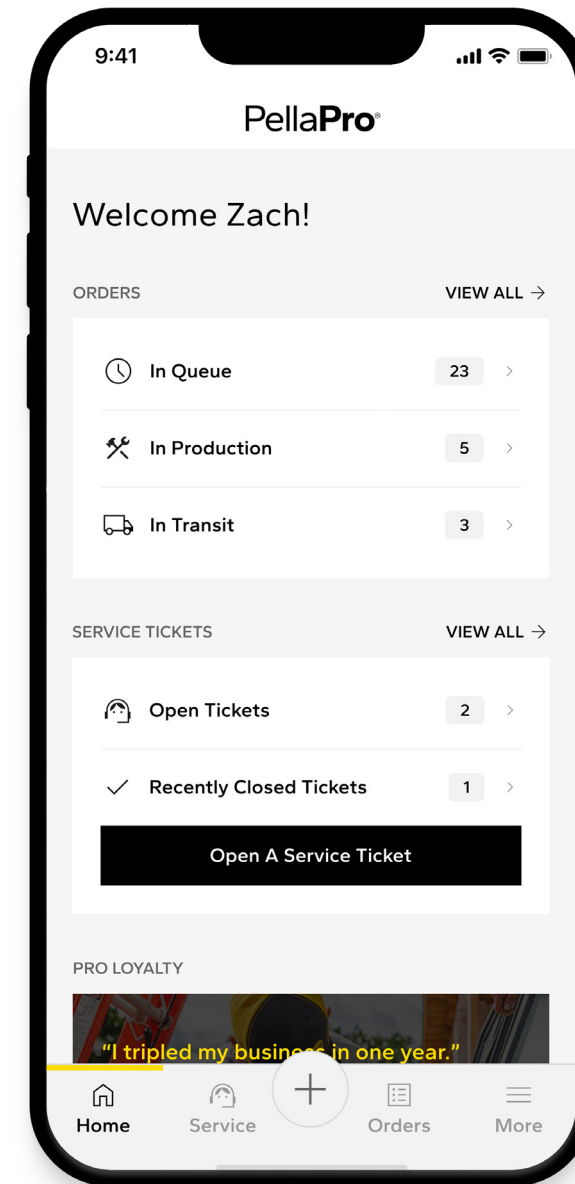 9:41
PellaPro®
Welcome Zach!
ORDERS VIEW ALL →
In Queue 23
In Production 5
In Transit 3
SERVICE TICKETS VIEW ALL →
Open Tickets 2
Recently Closed Tickets 1
Open A Service Ticket
PRO LOYALTY
“I tripled my business in one year.”
Home Service Orders More